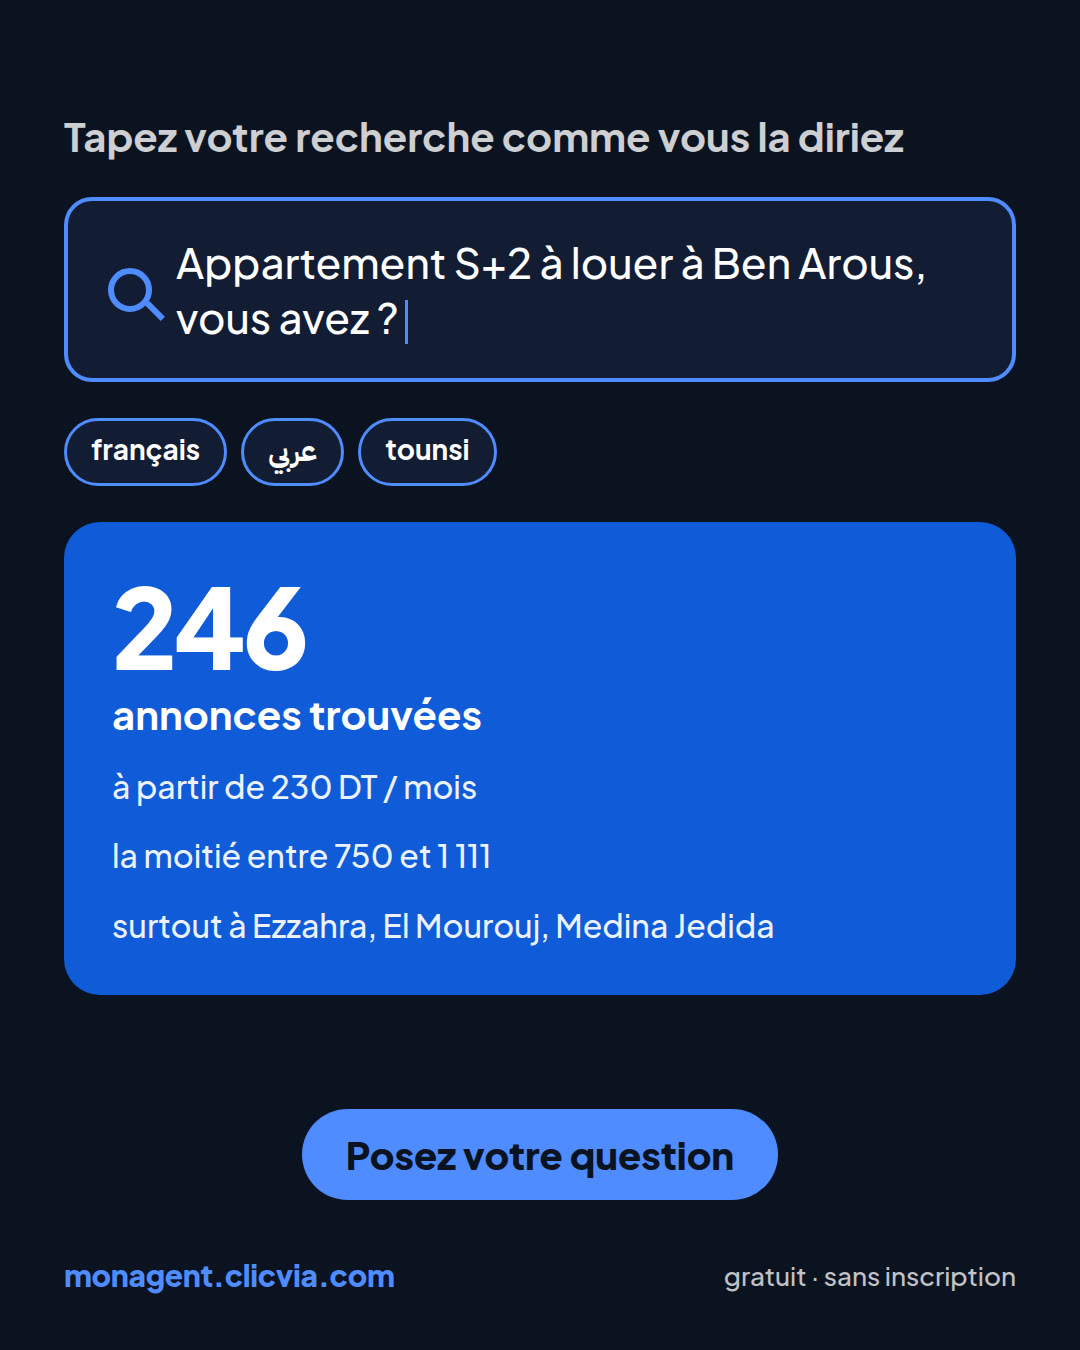 Tapez votre recherche comme vous la diriez
Appartement S+2 à louer à Ben Arous,
vous avez ?
français
عربي
tounsi
246
annonces trouvées
à partir de 230 DT / mois
la moitié entre 750 et 1 111
surtout à Ezzahra, El Mourouj, Medina Jedida
Posez votre question
monagent.clicvia.com
gratuit · sans inscription